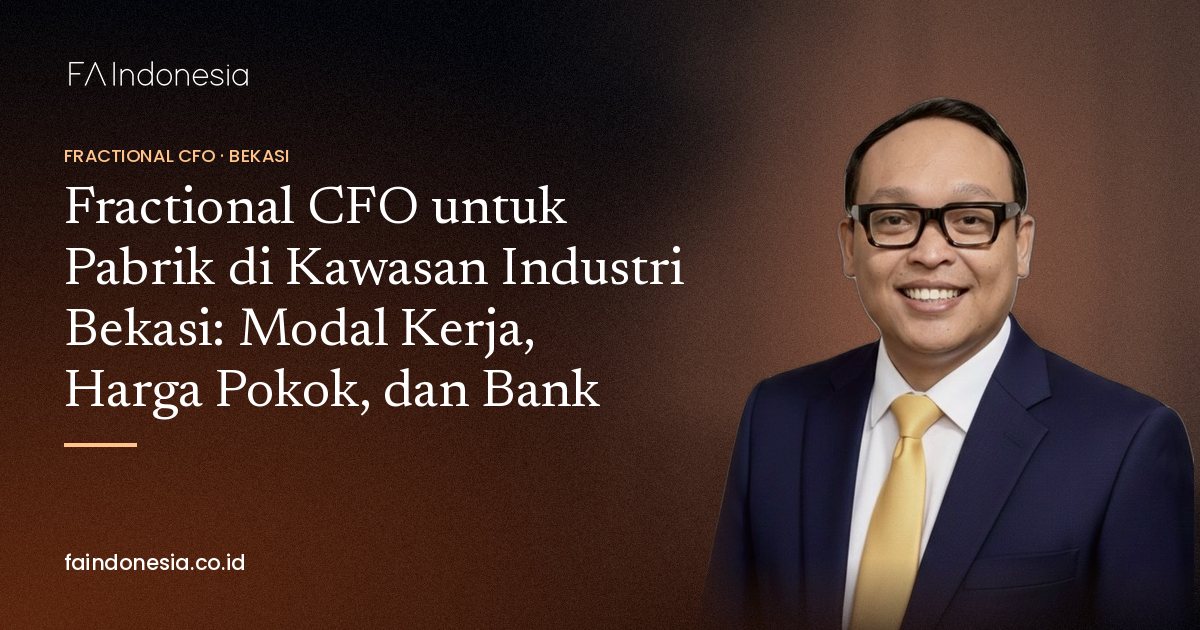 FA Indonesia
FRACTIONAL CFO · BEKASI
Fractional CFO untuk
Pabrik di Kawasan Industri
Bekasi: Modal Kerja,
Harga Pokok, dan Bank
faindonesia.co.id